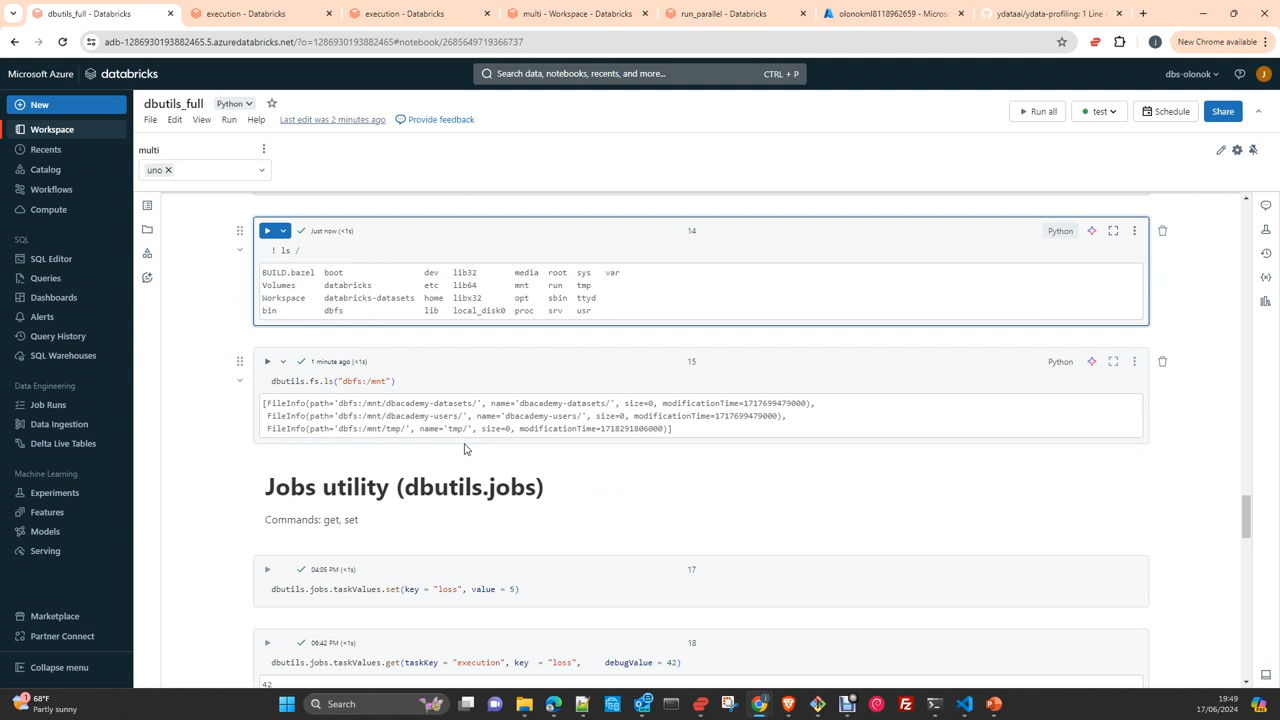 dbutils_full - Databricks
execution - Databricks
execution - Databricks
multi - Workspace - Databricks
run_parallel - Databricks
olonokml8118962659 - Micros
ydataai/ydata-profiling: 1 Line
adb-1286930193882465.5.azuredatabricks.net/?o=1286930193882465#notebook/2685649719366737
New Chrome available
Microsoft Azure
databricks
Search data, notebooks, recents, and more...
CTRL + P
dbs-olonok
J
New
Workspace
Recents
Catalog
Workflows
Compute
SQL
SQL Editor
Queries
Dashboards
Alerts
Query History
SQL Warehouses
Data Engineering
Job Runs
Data Ingestion
Delta Live Tables
Machine Learning
Experiments
Features
Models
Serving
Marketplace
Partner Connect
Collapse menu
dbutils_full
Python
File Edit View Run Help
Last edit was 2 minutes ago
Provide feedback
Run all
test
Schedule
Share
multi
uno
Just now (<1s)
14
Python
! ls /
BUILD.bazel boot dev lib32 media root sys var
Volumes databricks etc lib64 mnt run tmp
Workspace databricks-datasets home libx32 opt sbin ttyd
bin dbfs lib local_disk0 proc srv usr
1 minute ago (<1s)
15
Python
dbutils.fs.ls("dbfs:/mnt")
[FileInfo(path='dbfs:/mnt/dbacademy-datasets/', name='dbacademy-datasets/', size=0, modificationTime=1717699479000),
FileInfo(path='dbfs:/mnt/dbacademy-users/', name='dbacademy-users/', size=0, modificationTime=1717699479000),
FileInfo(path='dbfs:/mnt/tmp/', name='tmp/', size=0, modificationTime=1718291806000)]
Jobs utility (dbutils.jobs)
Commands: get, set
04:05 PM (<1s)
17
dbutils.jobs.taskValues.set(key = "loss", value = 5)
06:42 PM (<1s)
18
dbutils.jobs.taskValues.get(taskKey = "execution", key = "loss", debugValue = 42)
42
68°F
Partly sunny
Search
19:49
17/06/2024